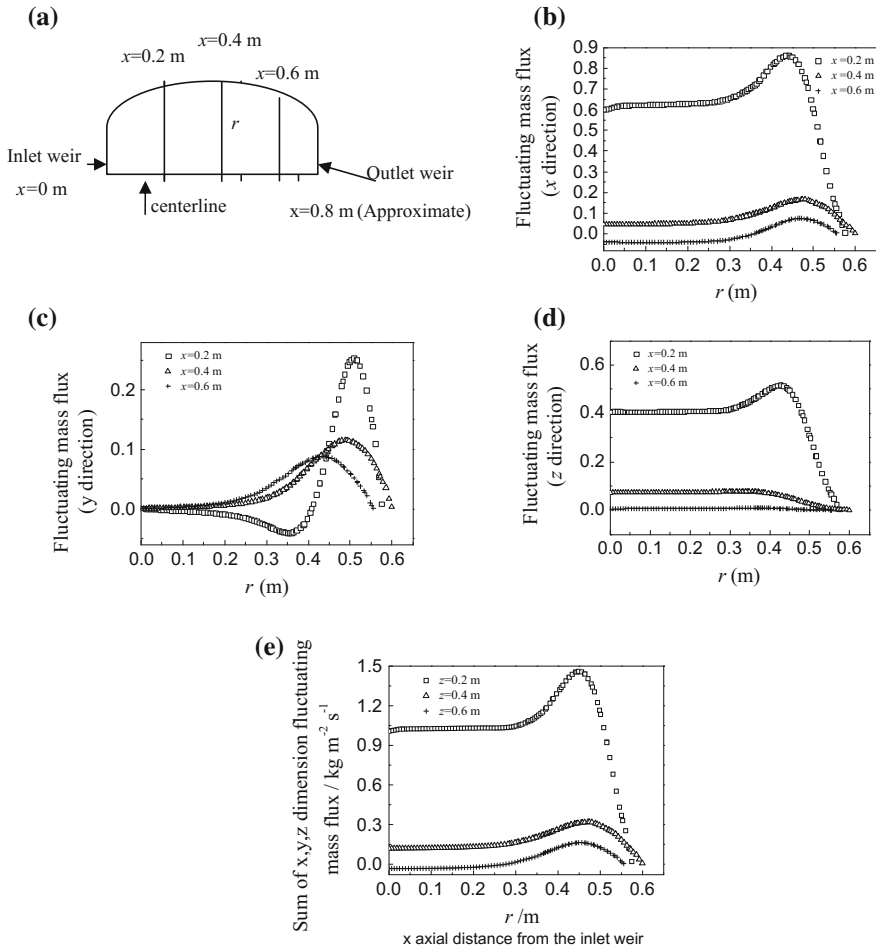 (a)
x=0.4 m
x=0.2 m
x=0.6 m
r
Inlet weir
x=0 m
Outlet weir
centerline
x=0.8 m (Approximate)
(b)
Fluctuating mass flux
(x direction)
0.9
0.8
0.7
0.6
0.5
0.4
0.3
0.2
0.1
0.0
x=0.2 m
x=0.4 m
x=0.6 m
0.0 0.1 0.2 0.3 0.4 0.5 0.6
r (m)
(c)
Fluctuating mass flux
(y direction)
0.2
0.1
0.0
x=0.2 m
x=0.4 m
x=0.6 m
0.0 0.1 0.2 0.3 0.4 0.5 0.6
r (m)
(d)
Fluctuating mass flux
(z direction)
0.6
0.4
0.2
0.0
x=0.2 m
x=0.4 m
x=0.6 m
0.0 0.1 0.2 0.3 0.4 0.5 0.6
r (m)
(e)
Sum of x,y,z dimension fluctuating
mass flux / kg m⁻² s⁻¹
1.5
1.2
0.9
0.6
0.3
0.0
z=0.2 m
z=0.4 m
z=0.6 m
0.0 0.1 0.2 0.3 0.4 0.5 0.6
r /m
x axial distance from the inlet weir